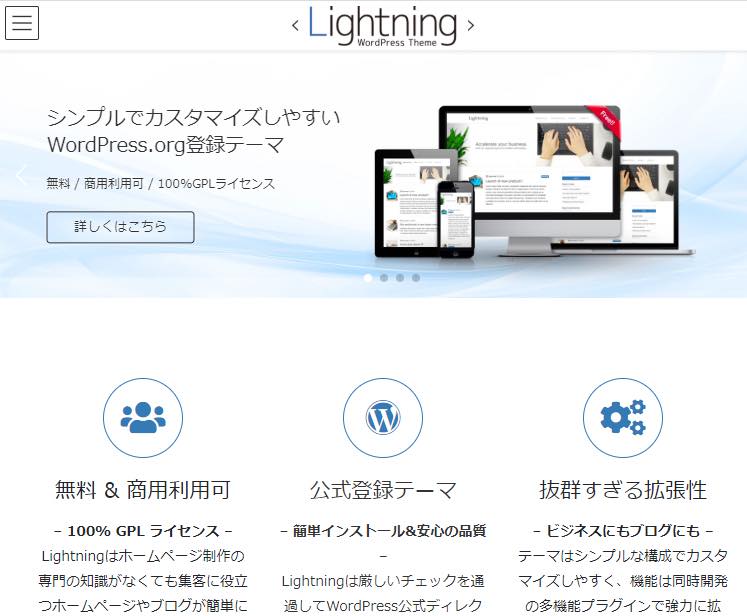 Lightning
WordPress Theme
シンプルでカスタマイズしやすい
WordPress.org登録テーマ
無料 / 商用利用可 / 100%GPLライセンス
詳しくはこちら
Lightning
Free!!
Accelerate your business.
無料 & 商用利用可
– 100% GPL ライセンス –
Lightningはホームページ制作の
専門の知識がなくても集客に役立
つホームページやブログが簡単に
公式登録テーマ
– 簡単インストール&安心の品質
–
Lightningは厳しいチェックを通
過してWordPress公式ディレク
抜群すぎる拡張性
– ビジネスにもブログにも –
テーマはシンプルな構成でカスタ
マイズしやすく、機能は同時開発
の多機能プラグインで強力に拡